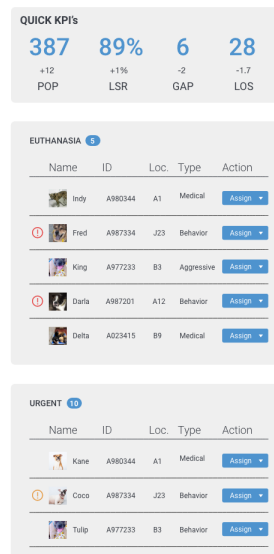 QUICK KPI's
387 89% 6 28
+12 +1% -2 -1.7
POP LSR GAP LOS
EUTHANASIA 5
Name ID Loc. Type Action
Indy A980344 A1 Medical Assign
Fred A987334 J23 Behavior Assign
King A977233 B3 Aggressive Assign
Darla A987201 A12 Behavior Assign
Delta A023415 B9 Medical Assign
URGENT 10
Name ID Loc. Type Action
Kane A980344 A1 Medical Assign
Coco A987334 J23 Behavior Assign
Tulip A977233 B3 Behavior Assign